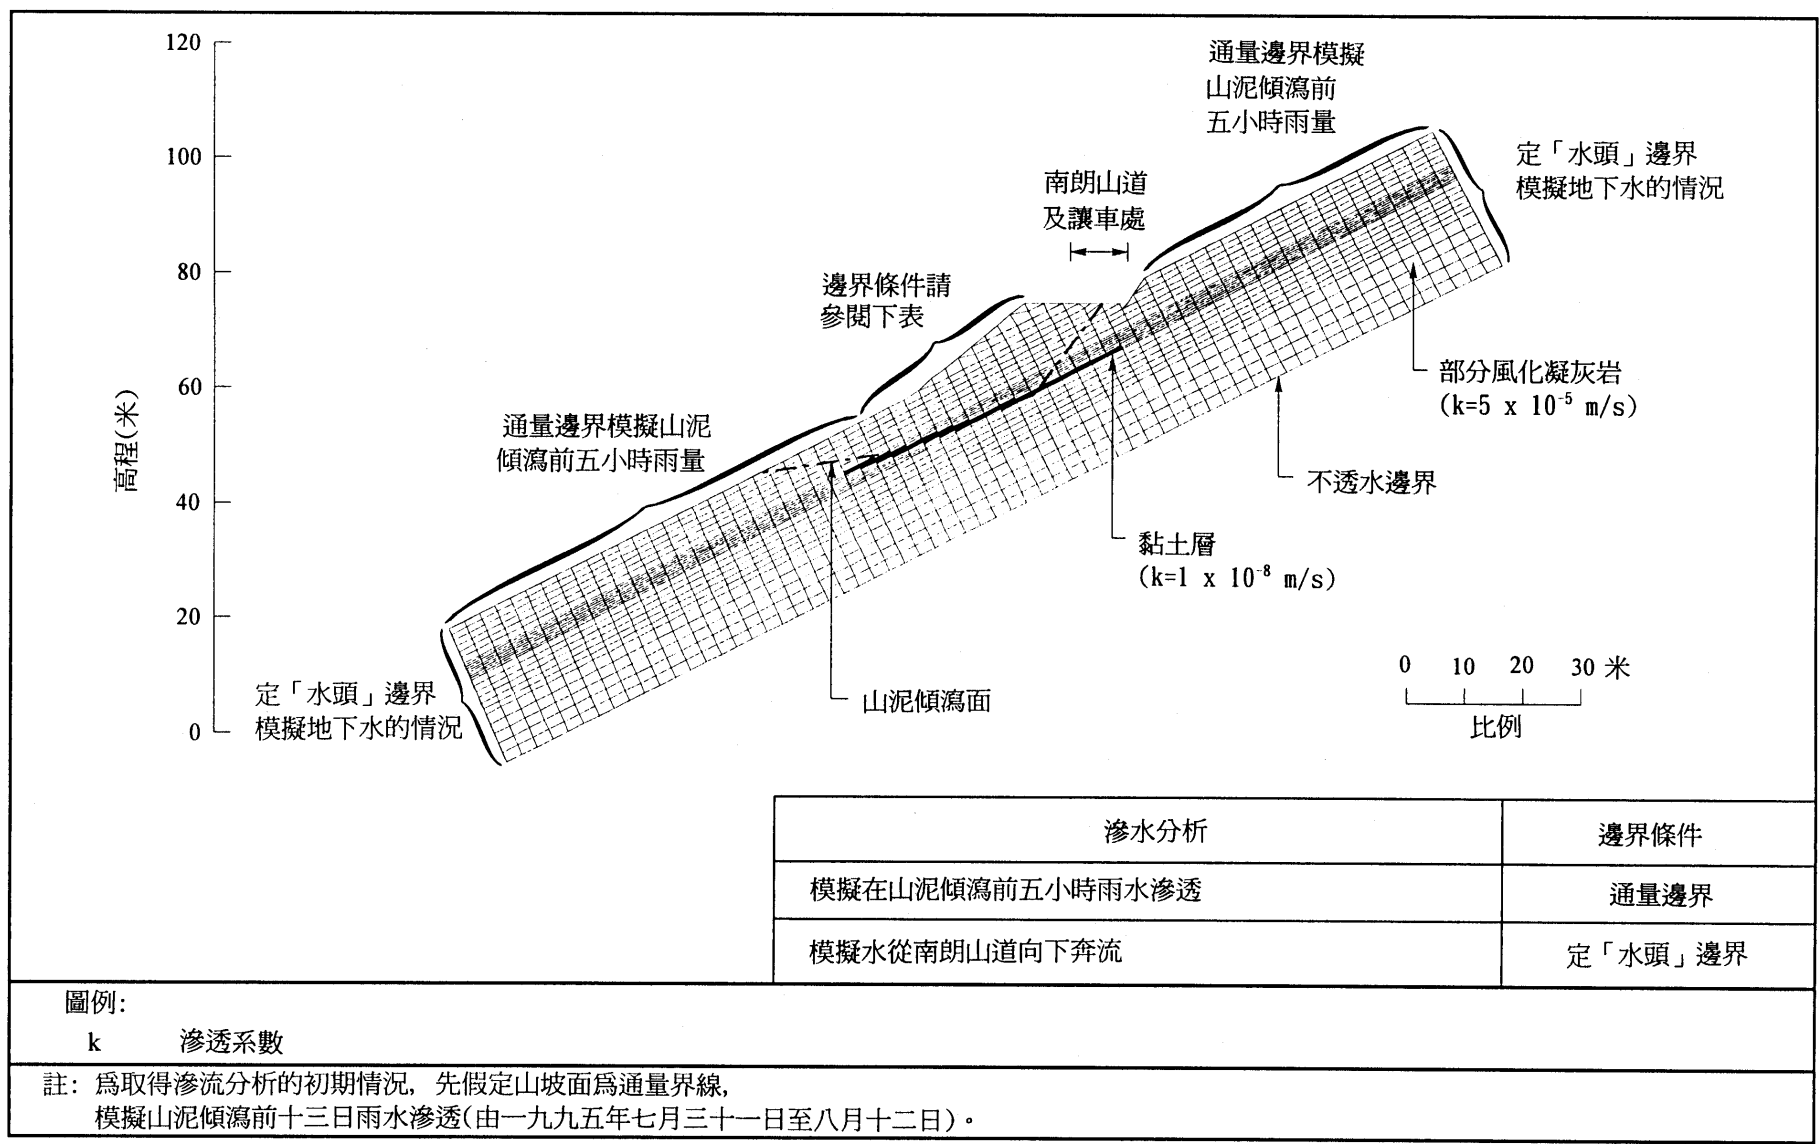 120
100
80
60
40
20
0
高程(米)
通量邊界模擬
山泥傾瀉前
五小時雨量
定「水頭」邊界
模擬地下水的情況
南朗山道
及讓車處
邊界條件請
參閱下表
部分風化凝灰岩
(k=5 x 10⁻⁵ m/s)
通量邊界模擬山泥
傾瀉前五小時雨量
不透水邊界
黏土層
(k=1 x 10⁻⁸ m/s)
山泥傾瀉面
定「水頭」邊界
模擬地下水的情況
0 10 20 30 米
比例
滲水分析 邊界條件
模擬在山泥傾瀉前五小時雨水滲透 通量邊界
模擬水從南朗山道向下奔流 定「水頭」邊界
圖例:
k 滲透系數
註: 爲取得滲流分析的初期情況, 先假定山坡面爲通量界線,
模擬山泥傾瀉前十三日雨水滲透(由一九九五年七月三十一日至八月十二日)。